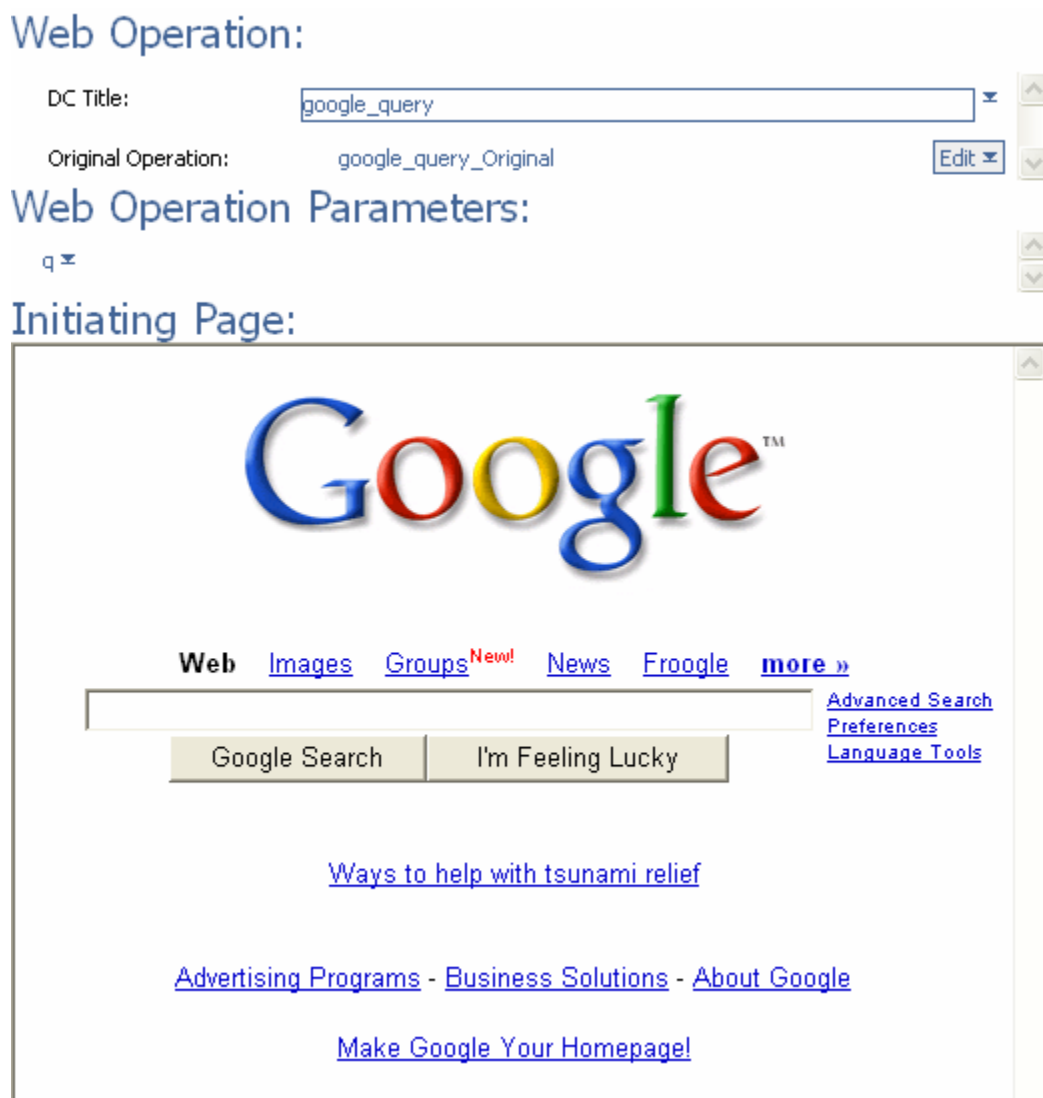 Web Operation:
DC Title: google_query
Original Operation: google_query_Original Edit
Web Operation Parameters:
q
Initiating Page:
Google™
Web Images Groups New! News Froogle more »
Advanced Search
Preferences
Language Tools
Google Search I'm Feeling Lucky
Ways to help with tsunami relief
Advertising Programs - Business Solutions - About Google
Make Google Your Homepage!